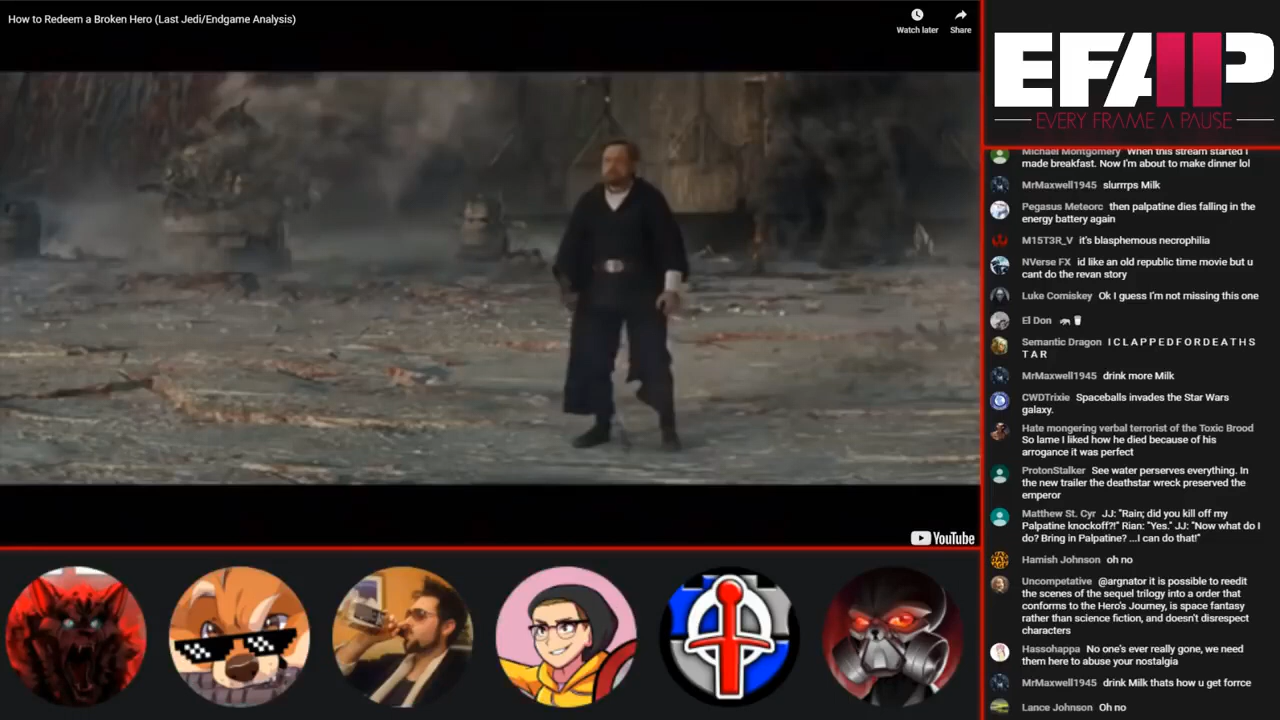 How to Redeem a Broken Hero (Last Jedi/Endgame Analysis)
Watch later
Share
EFAP
EVERY FRAME A PAUSE
Michael Montgomery When this stream started I
made breakfast. Now I'm about to make dinner lol
MrMaxwell1945 slurrrps Milk
Pegasus Meteorc then palpatine dies falling in the
energy battery again
M15T3R_V it's blasphemous necrophilia
NVerse FX id like an old republic time movie but u
cant do the revan story
Luke Comiskey Ok I guess I'm not missing this one
El Don
Semantic Dragon I C L A P P E D F O R D E A T H S
T A R
MrMaxwell1945 drink more Milk
CWDTrixie Spaceballs invades the Star Wars
galaxy.
Hate mongering verbal terrorist of the Toxic Brood
So lame I liked how he died because of his
arrogance it was perfect
ProtonStalker See water perserves everything. In
the new trailer the deathstar wreck preserved the
emperor
Matthew St. Cyr JJ: "Rain; did you kill off my
Palpatine knockoff?!" Rian: "Yes." JJ: "Now what do I
do? Bring in Palpatine? ...I can do that!"
Hamish Johnson oh no
Uncompetative @argnator it is possible to reedit
the scenes of the sequel trilogy into a order that
conforms to the Hero's Journey, is space fantasy
rather than science fiction, and doesn't disrespect
characters
Hassohappa No one's ever really gone, we need
them here to abuse your nostalgia
MrMaxwell1945 drink Milk thats how u get forrce
Lance Johnson Oh no
YouTube